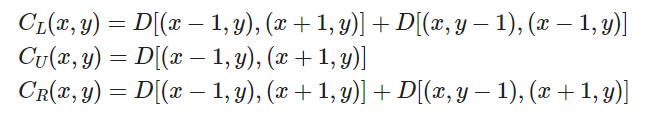 C_L(x, y) = D[(x − 1, y), (x + 1, y)] + D[(x, y − 1), (x − 1, y)]
C_U(x, y) = D[(x − 1, y), (x + 1, y)]
C_R(x, y) = D[(x − 1, y), (x + 1, y)] + D[(x, y − 1), (x + 1, y)]